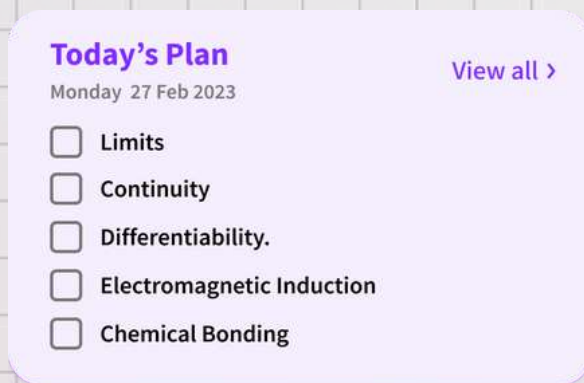 Today’s Plan
View all ›
Monday 27 Feb 2023
Limits
Continuity
Differentiability.
Electromagnetic Induction
Chemical Bonding